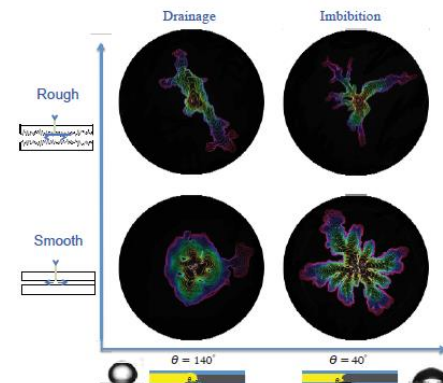 Drainage Imbibition
Rough
Smooth
θ = 140° θ = 40°